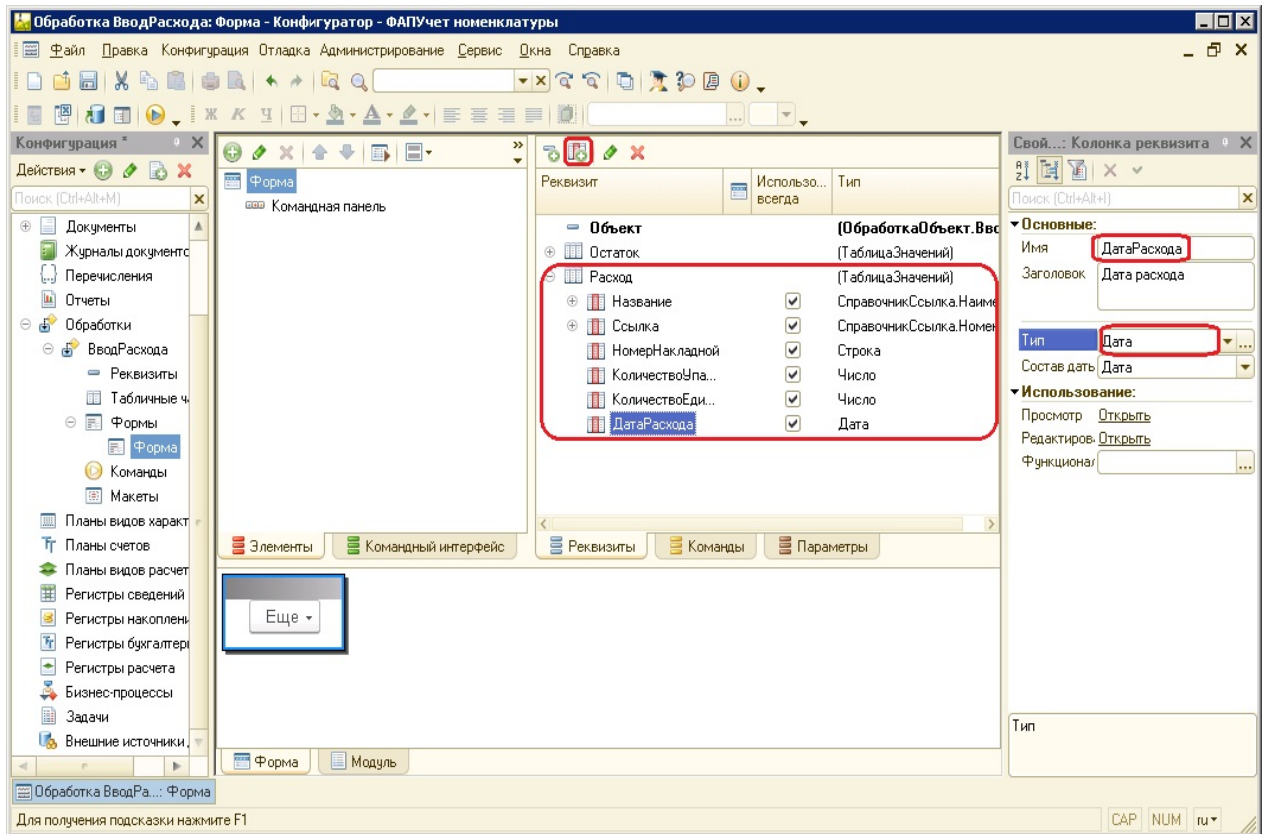 Обработка ВводРасхода: Форма - Конфигуратор - ФАПУчет номенклатуры
Файл Правка Конфигурация Отладка Администрирование Сервис Окна Справка
Ж К Ч
Конфигурация *
Действия
Поиск (Ctrl+Alt+M)
Документы
Журналы документо
Перечисления
Отчеты
Обработки
ВводРасхода
Реквизиты
Табличные ч
Формы
Форма
Команды
Макеты
Планы видов характ
Планы счетов
Планы видов расчет
Регистры сведений
Регистры накоплени
Регистры бухгалтер
Регистры расчета
Бизнес-процессы
Задачи
Внешние источники
Форма
Командная панель
Элементы Командный интерфейс
Реквизит Использо... всегда Тип
Объект (ОбработкаОбъект.Ввс
Остаток (ТаблицаЗначений)
Расход (ТаблицаЗначений)
Название СправочникСсылка.Наиме
Ссылка СправочникСсылка.Номен
НомерНакладной Строка
КоличествоУпа... Число
КоличествоЕди... Число
ДатаРасхода Дата
Реквизиты Команды Параметры
Еще
Форма Модуль
Свой...: Колонка реквизита
Поиск (Ctrl+Alt+I)
Основные:
Имя ДатаРасхода
Заголовок Дата расхода
Тип Дата
Состав дать Дата
Использование:
Просмотр Открыть
Редактиров Открыть
Функционал
Тип
Обработка ВводРа...: Форма
Для получения подсказки нажмите F1
CAP NUM ru